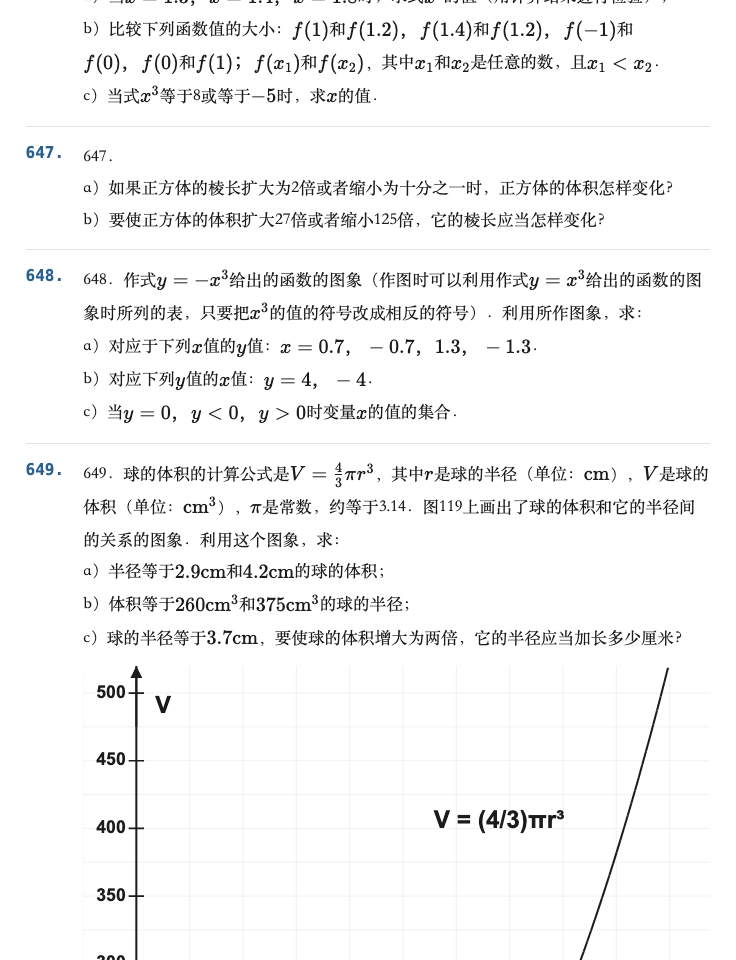 b）比较下列函数值的大小：f(1)和f(1.2)，f(1.4)和f(1.2)，f(−1)和
f(0)，f(0)和f(1)；f(x₁)和f(x₂)，其中x₁和x₂是任意的数，且x₁ < x₂.
c）当式x³等于8或等于−5时，求x的值.
647. 647.
a）如果正方体的棱长扩大为2倍或者缩小为十分之一时，正方体的体积怎样变化？
b）要使正方体的体积扩大27倍或者缩小125倍，它的棱长应当怎样变化？
648. 648. 作式y = −x³给出的函数的图象（作图时可以利用作式y = x³给出的函数的图
象时所列的表，只要把x³的值的符号改成相反的符号）. 利用所作图象，求：
a）对应于下列x值的y值：x = 0.7， −0.7，1.3， −1.3.
b）对应下列y值的x值：y = 4， −4.
c）当y = 0，y < 0，y > 0时变量x的值的集合.
649. 649. 球的体积的计算公式是V = 4/3 πr³，其中r是球的半径（单位：cm），V是球的
体积（单位：cm³），π是常数，约等于3.14. 图119上画出了球的体积和它的半径间
的关系的图象. 利用这个图象，求：
a）半径等于2.9cm和4.2cm的球的体积；
b）体积等于260cm³和375cm³的球的半径；
c）球的半径等于3.7cm，要使球的体积增大为两倍，它的半径应当加长多少厘米？
500
V
450
V = (4/3)πr³
400
350